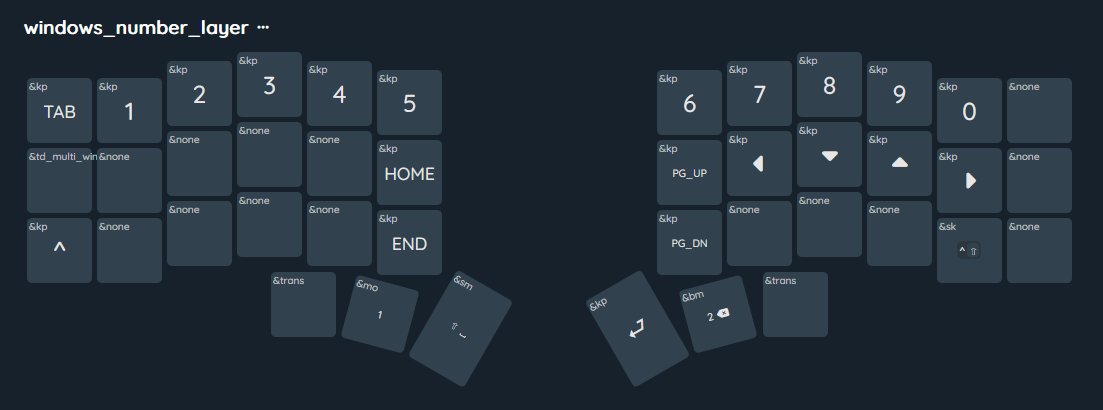 windows_number_layer ···
&kp TAB
&kp 1
&kp 2
&kp 3
&kp 4
&kp 5
&kp 6
&kp 7
&kp 8
&kp 9
&kp 0
&none
&td_multi_win
&none
&none
&none
&none
&kp HOME
&kp PG_UP
&kp ◀
&kp ▼
&kp ▲
&kp ▶
&none
&kp ^
&none
&none
&none
&none
&kp END
&kp PG_DN
&none
&none
&none
&sk ^ ⇧
&none
&trans
&mo 1
&sm ⇧ ⎵
&kp ⏎
&bm 2 ⌫
&trans